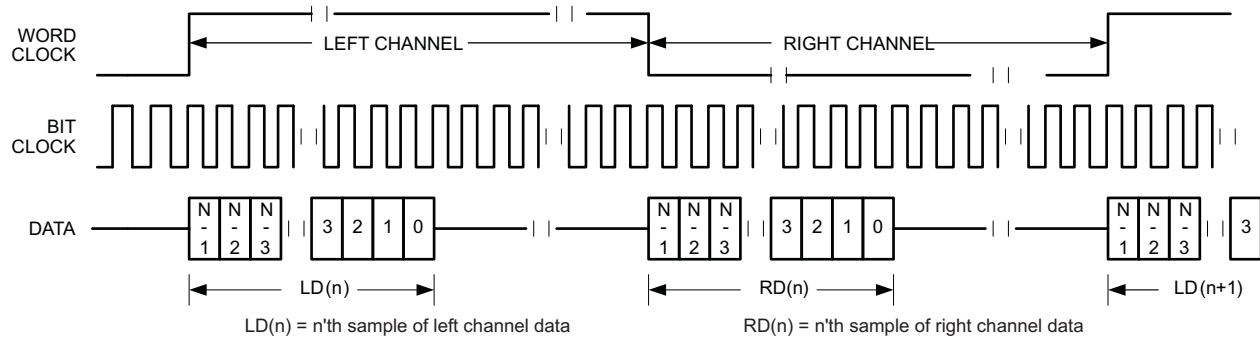 WORD
CLOCK
LEFT CHANNEL
RIGHT CHANNEL
BIT
CLOCK
DATA
N-1 N-2 N-3 3 2 1 0
N-1 N-2 N-3 3 2 1 0
N-1 N-2 N-3 3
LD(n)
RD(n)
LD(n+1)
LD(n) = n'th sample of left channel data
RD(n) = n'th sample of right channel data